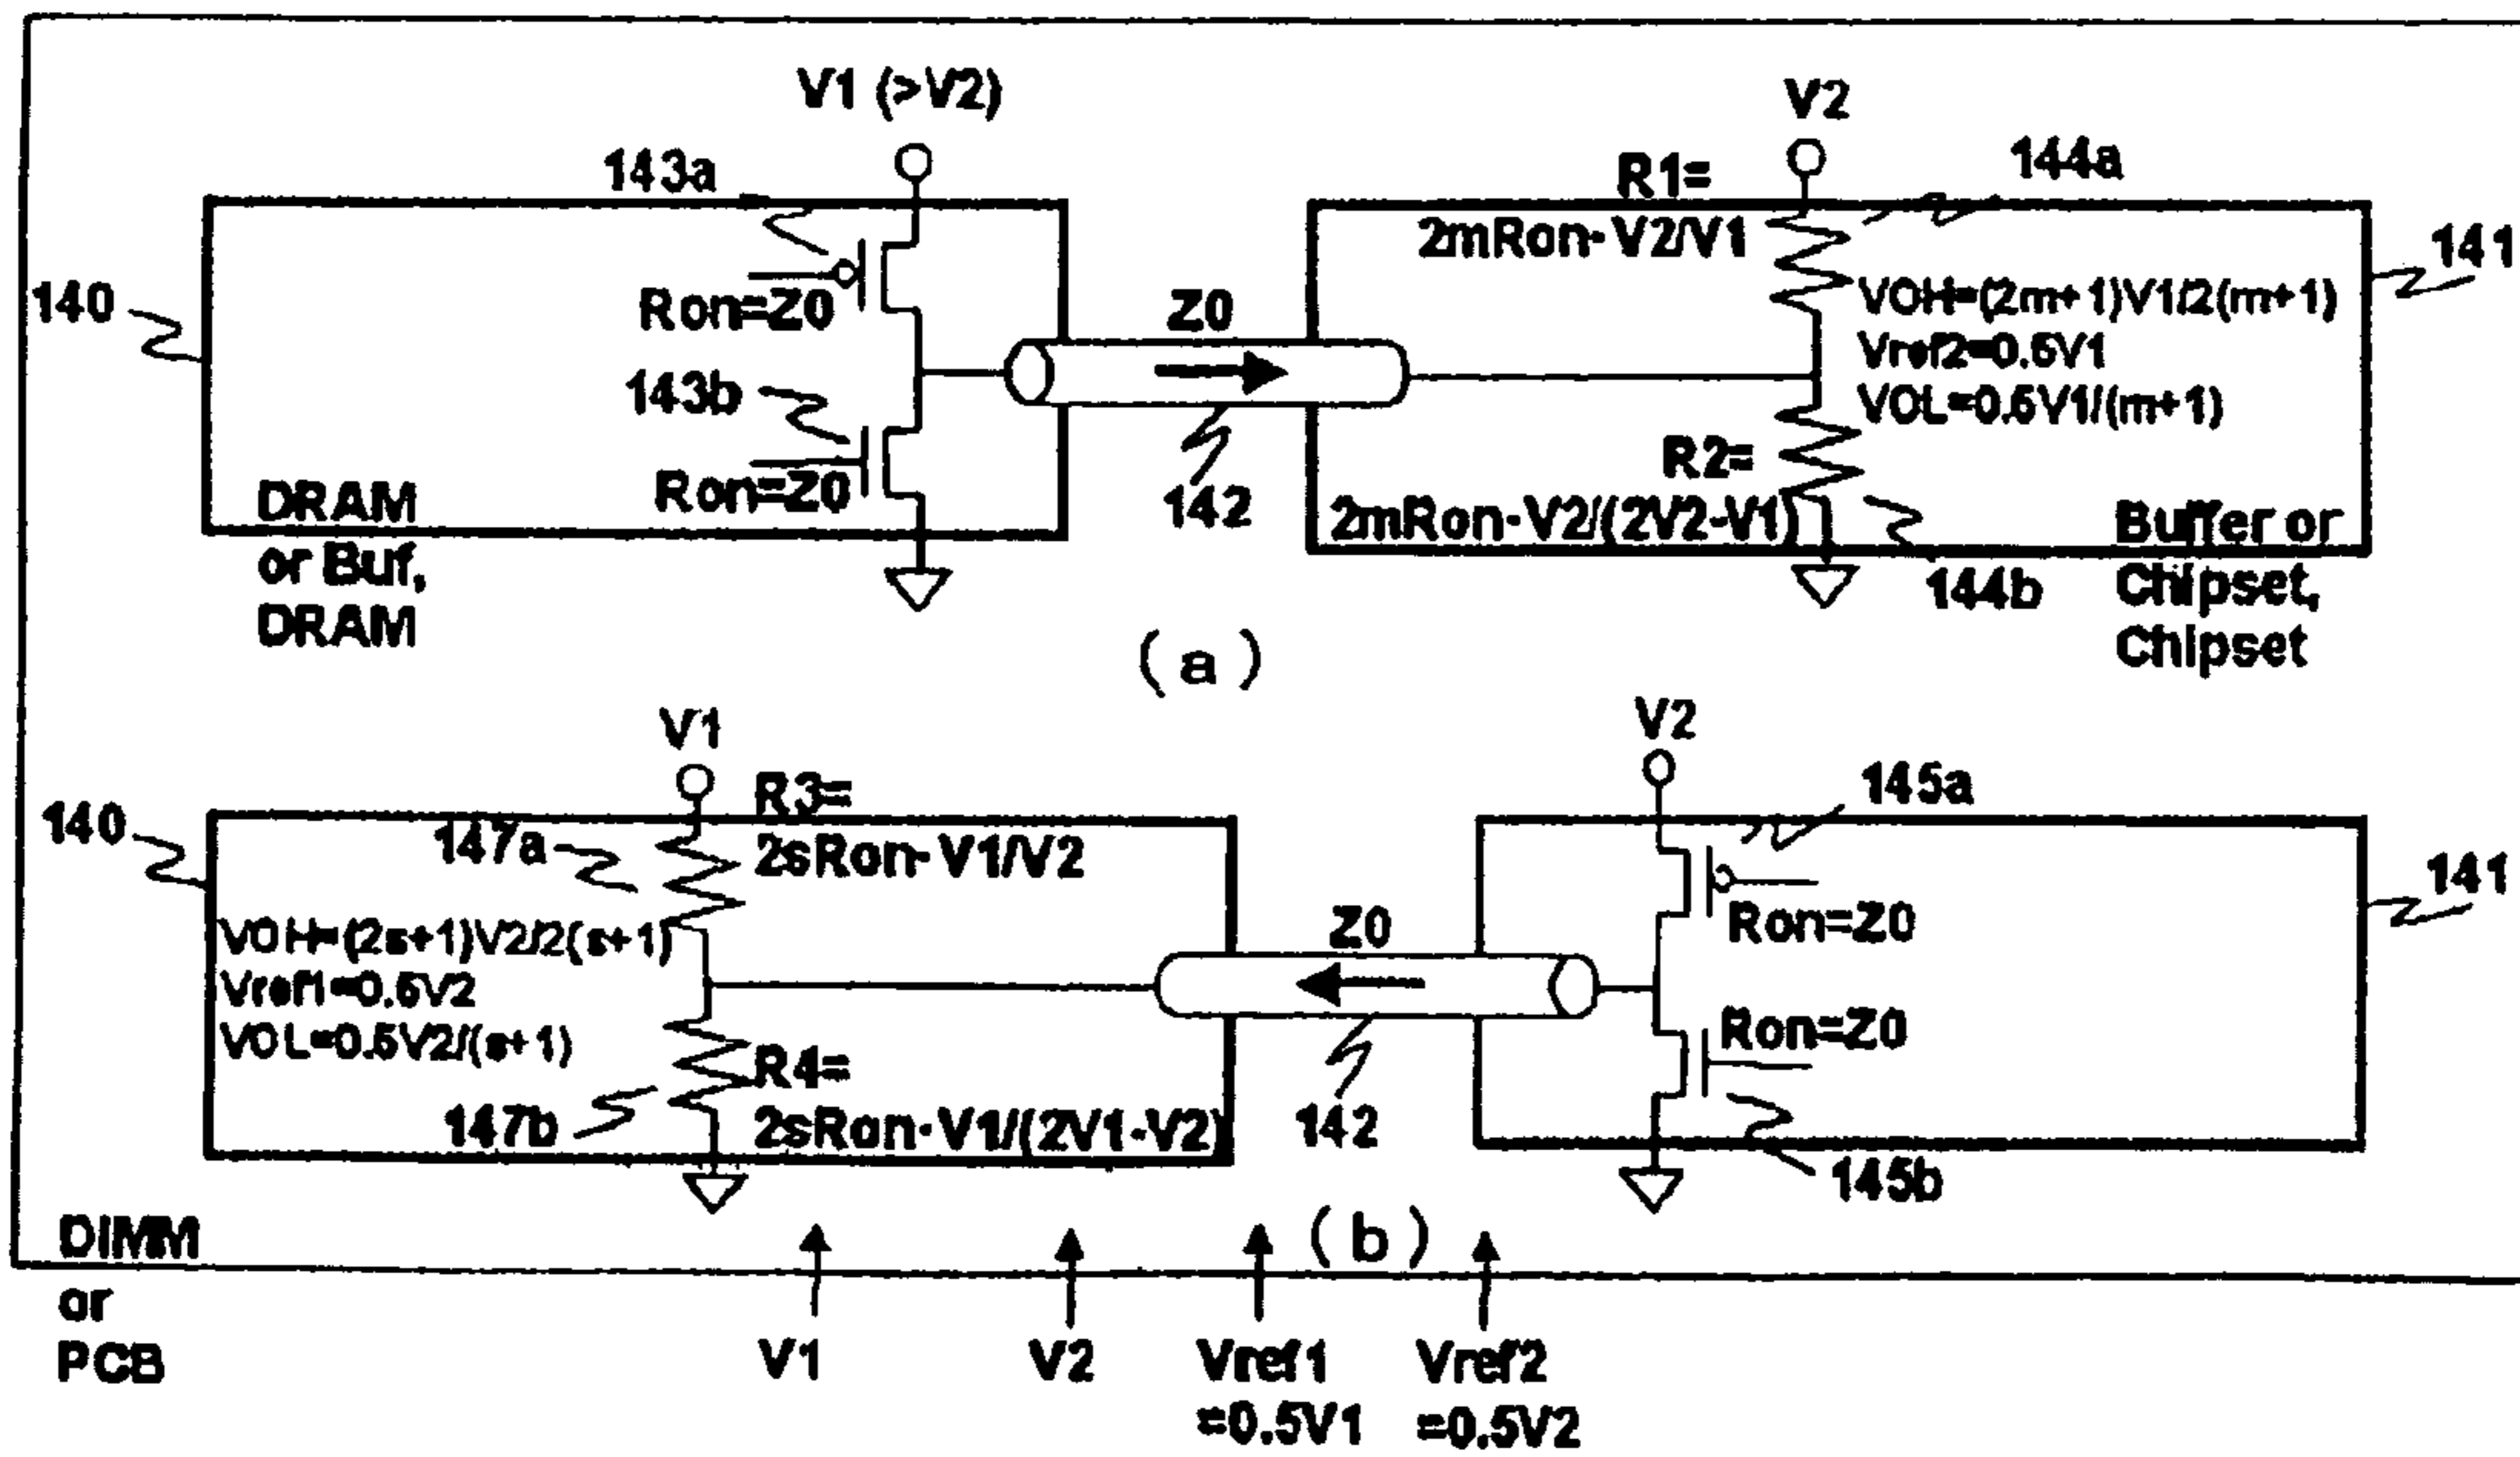 V1 (>V2)
V2
143a
R1=
144a
2mRon·V2/V1
141
140
Ron=Z0
Z0
VOH=(2m+1)V1/2(m+1)
Vref2=0.5V1
143b
VOL=0.5V1/(m+1)
R2=
Ron=Z0
142
2mRon·V2/(2V2-V1)
DRAM
or Buf,
DRAM
144b
Buffer or
Chipset,
Chipset
(a)
V1
V2
R3=
145a
140
147a
2sRon·V1/V2
141
VOH=(2s+1)V2/2(s+1)
Z0
Ron=Z0
Vref1=0.5V2
VOL=0.5V2/(s+1)
Ron=Z0
R4=
147b
2sRon·V1/(2V1-V2)
142
145b
(b)
DIMM
or
PCB
V1
V2
Vref1
=0.5V1
Vref2
=0.5V2